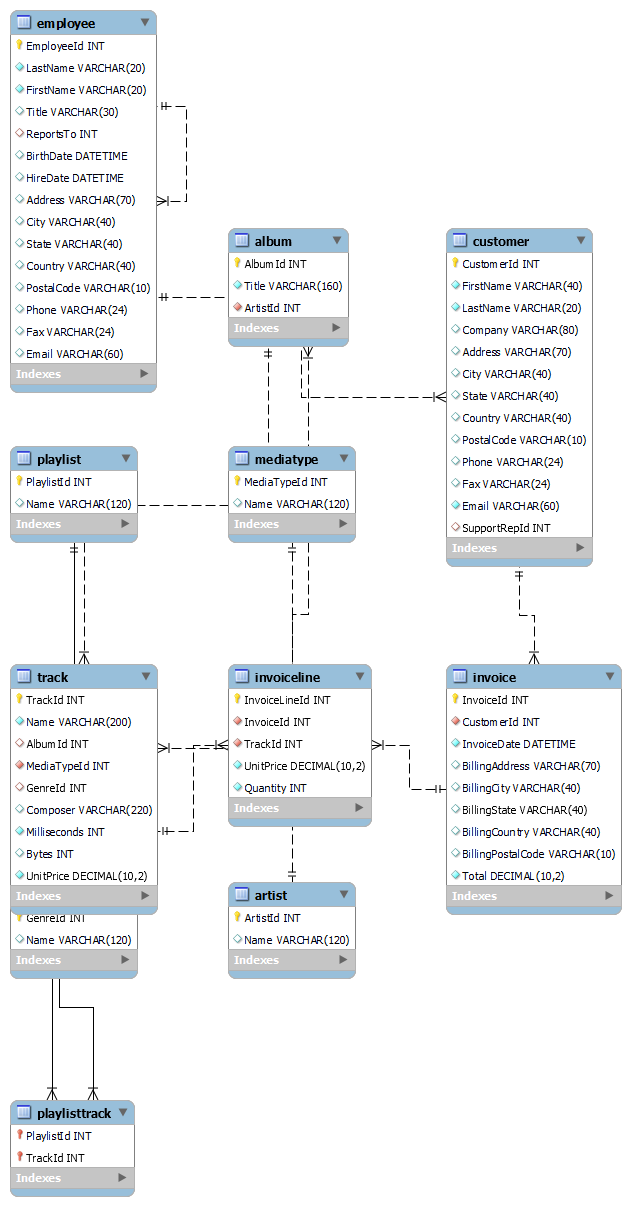 employee
EmployeeId INT
LastName VARCHAR(20)
FirstName VARCHAR(20)
Title VARCHAR(30)
ReportsTo INT
BirthDate DATETIME
HireDate DATETIME
Address VARCHAR(70)
City VARCHAR(40)
State VARCHAR(40)
Country VARCHAR(40)
PostalCode VARCHAR(10)
Phone VARCHAR(24)
Fax VARCHAR(24)
Email VARCHAR(60)
Indexes
album
AlbumId INT
Title VARCHAR(160)
ArtistId INT
Indexes
customer
CustomerId INT
FirstName VARCHAR(40)
LastName VARCHAR(20)
Company VARCHAR(80)
Address VARCHAR(70)
City VARCHAR(40)
State VARCHAR(40)
Country VARCHAR(40)
PostalCode VARCHAR(10)
Phone VARCHAR(24)
Fax VARCHAR(24)
Email VARCHAR(60)
SupportRepId INT
Indexes
playlist
PlaylistId INT
Name VARCHAR(120)
Indexes
mediatype
MediaTypeId INT
Name VARCHAR(120)
Indexes
track
TrackId INT
Name VARCHAR(200)
AlbumId INT
MediaTypeId INT
GenreId INT
Composer VARCHAR(220)
Milliseconds INT
Bytes INT
UnitPrice DECIMAL(10,2)
Indexes
invoiceline
InvoiceLineId INT
InvoiceId INT
TrackId INT
UnitPrice DECIMAL(10,2)
Quantity INT
Indexes
invoice
InvoiceId INT
CustomerId INT
InvoiceDate DATETIME
BillingAddress VARCHAR(70)
BillingCity VARCHAR(40)
BillingState VARCHAR(40)
BillingCountry VARCHAR(40)
BillingPostalCode VARCHAR(10)
Total DECIMAL(10,2)
Indexes
GenreId INT
Name VARCHAR(120)
Indexes
artist
ArtistId INT
Name VARCHAR(120)
Indexes
playlisttrack
PlaylistId INT
TrackId INT
Indexes